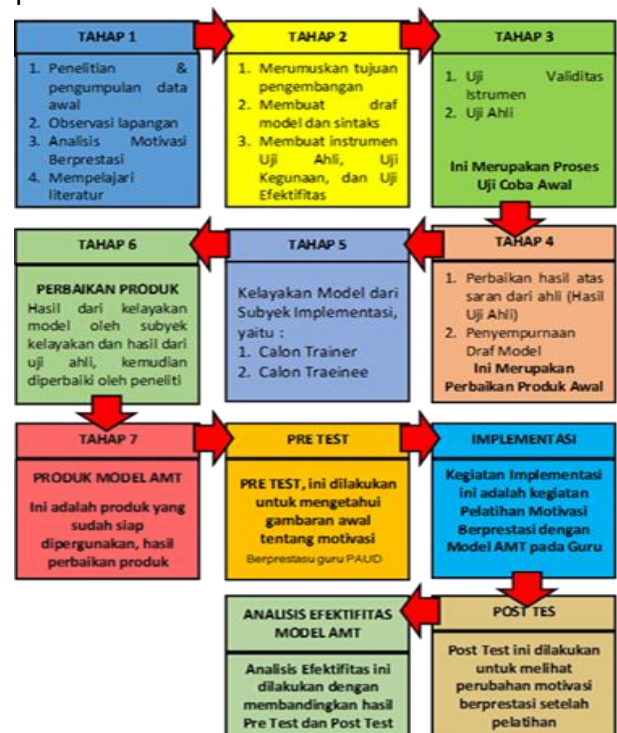 TAHAP 1
1. Penelitian &
pengumpulan data
awal
2. Observasi lapangan
3. Analisis Motivasi
Berprestasi
4. Mempelajari
literatur
TAHAP 2
1. Merumuskan tujuan
pengembangan
2. Membuat draf
model dan sintaks
3. Membuat instrumen
Uji Ahli, Uji
Kegunaan, dan Uji
Efektifitas
TAHAP 3
1. Uji Validitas
Istrumen
2. Uji Ahli
Ini Merupakan Proses
Uji Coba Awal
TAHAP 4
1. Perbaikan hasil atas
saran dari ahli (Hasil
Uji Ahli)
2. Penyempurnaan
Draf Model
Ini Merupakan
Perbaikan Produk Awal
TAHAP 5
Kelayakan Model dari
Subyek Implementasi,
yaitu :
1. Calon Trainer
2. Calon Traeinee
TAHAP 6
PERBAIKAN PRODUK
Hasil dari kelayakan
model oleh subyek
kelayakan dan hasil dari
uji ahli, kemudian
diperbaiki oleh peneliti
TAHAP 7
PRODUK MODEL AMT
Ini adalah produk yang
sudah siap
dipergunakan, hasil
perbaikan produk
PRE TEST
PRE TEST, ini dilakukan
untuk mengetahui
gambaran awal
tentang motivasi
Berprestasu guru PAUD
IMPLEMENTASI
Kegiatan Implementasi
ini adalah kegiatan
Pelatihan Motivasi
Berprestasi dengan
Model AMT pada Guru
POST TES
Post Test ini dilakukan
untuk melihat
perubahan motivasi
berprestasi setelah
pelatihan
ANALISIS EFEKTIFITAS
MODEL AMT
Analisis Efektifitas ini
dilakukan dengan
membandingkan hasil
Pre Test dan Post Test